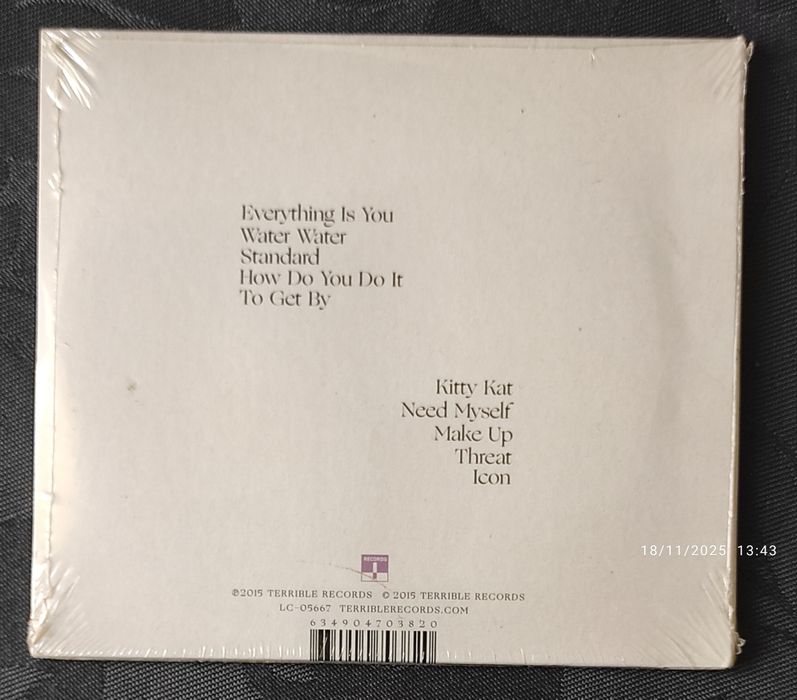 Everything Is You
Water Water
Standard
How Do You Do It
To Get By
Kitty Kat
Need Myself
Make Up
Threat
Icon
18/11/2025 13:43
RECORDS
℗2015 TERRIBLE RECORDS © 2015 TERRIBLE RECORDS
LC-05667 TERRIBLERECORDS.COM
634904703820